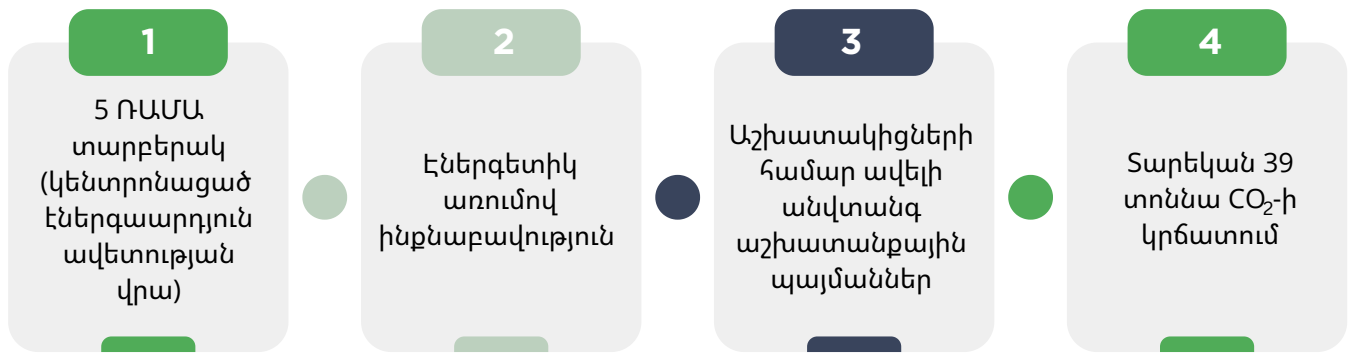 1
5 ՌԱՄԱ
տարբերակ
(կենտրոնացած
էներգաարդյուն
ավետության
վրա)
2
Էներգետիկ
առումով
ինքնաբավություն
3
Աշխատակիցների
համար ավելի
անվտանգ
աշխատանքային
պայմաններ
4
Տարեկան 39
տոննա CO₂-ի
կրճատում